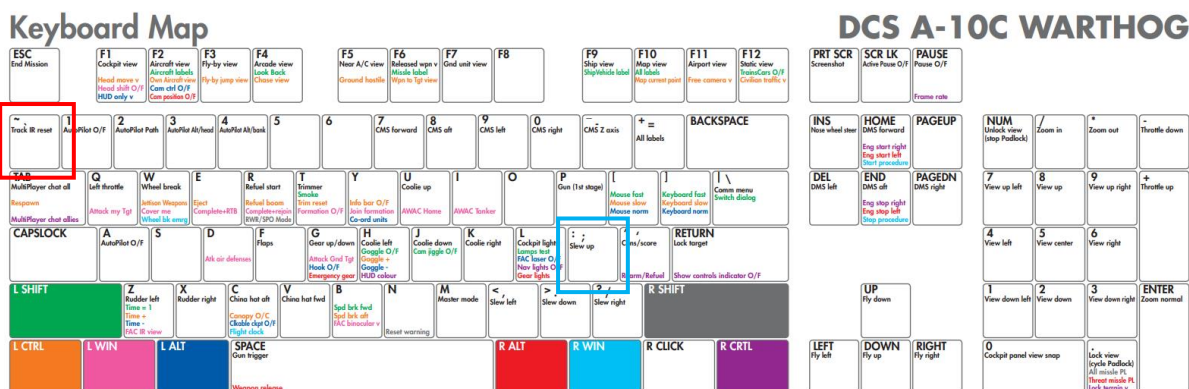 Keyboard Map
DCS A-10C WARTHOG
ESC
End Mission
F1
Cockpit view
Head move v
Head shift O/F
HUD only v
F2
Aircraft view
Aircraft labels
Own Aircraft view
Cam ctrl O/F
Cam position O/F
F3
Fly-by view
Fly-by jump view
F4
Arcade view
Look Back
Chase view
F5
Near A/C view
Ground hostile
F6
Released wpn v
Missle label
Wpn to Tgt view
F7
Gnd unit view
F8
F9
Ship view
ShipVehicle label
F10
Map view
All labels
Map current point
F11
Airport view
Free camera v
F12
Static view
TrainsCars O/F
Civilian traffic v
PRT SCR
Screenshot
SCR LK
Active Pause O/F
PAUSE
Pause O/F
Frame rate
~ `
Track IR reset
1
AutoPilot O/F
2
AutoPilot Path
3
AutoPilot Alt/head
4
AutoPilot Alt/bank
5
6
7
CMS forward
8
CMS aft
9
CMS left
0
CMS right
_ -
CMS Z axis
+ =
All labels
BACKSPACE
INS
Nose wheel steer
HOME
DMS forward
Eng start right
Eng start left
Start procedure
PAGEUP
NUM
Unlock view
(stop Padlock)
/
Zoom in
*
Zoom out
-
Throttle down
TAB
MultiPlayer chat all
Respawn
MultiPlayer chat allies
Q
Left throttle
Attack my Tgt
W
Wheel break
Jettison Weapons
Cover me
Wheel bk emrg
E
Eject
Complete+RTB
R
Refuel start
Refuel boom
Complete+rejoin
RWR/SPO Mode
T
Trimmer
Smoke
Trim reset
Formation O/F
Y
Info bar O/F
Join formation
Co-ord units
U
Coolie up
AWAC Home
I
AWAC Tanker
O
P
Gun (1st stage)
[
Mouse fast
Mouse slow
Mouse norm
]
Keyboard fast
Keyboard slow
Keyboard norm
| \
Comm menu
Switch dialog
DEL
DMS left
END
DMS aft
Eng stop right
Eng stop left
Stop procedure
PAGEDN
DMS right
7
View up left
8
View up
9
View up right
+
Throttle up
CAPSLOCK
A
AutoPilot O/F
S
D
Atk air defenses
F
Flaps
G
Gear up/down
Attack Gnd Tgt
Hook O/F
Emergency gear
H
Coolie left
Goggle O/F
Goggle +
Goggle -
HUD colour
J
Coolie down
Cam jiggle O/F
K
Coolie right
L
Cockpit light
Lamps test
FAC laser O/F
Nav lights O/F
Gear lights
: ;
Slew up
RETURN
Lock target
Show controls indicator O/F
4
View left
5
View center
6
View right
L SHIFT
Z
Rudder left
Time = 1
Time +
Time -
FAC IR view
X
Rudder right
C
China hat aft
Canopy O/C
Clkable ckpt O/F
Flight clock
V
China hat fwd
B
Spd brk fwd
Spd brk aft
FAC binocular v
N
Reset warning
M
Master mode
< ,
Slew left
> .
Slew down
? /
Slew right
R SHIFT
UP
Fly down
1
View down left
2
View down
3
View down right
ENTER
Zoom normal
L CTRL
L WIN
L ALT
SPACE
Gun trigger
Weapon release
R ALT
R WIN
R CLICK
R CRTL
LEFT
Fly left
DOWN
Fly up
RIGHT
Fly right
0
Cockpit panel view snap
.
Lock view
(cycle Padlock)
All missle PL
Threat missle PL
Lock terrain v